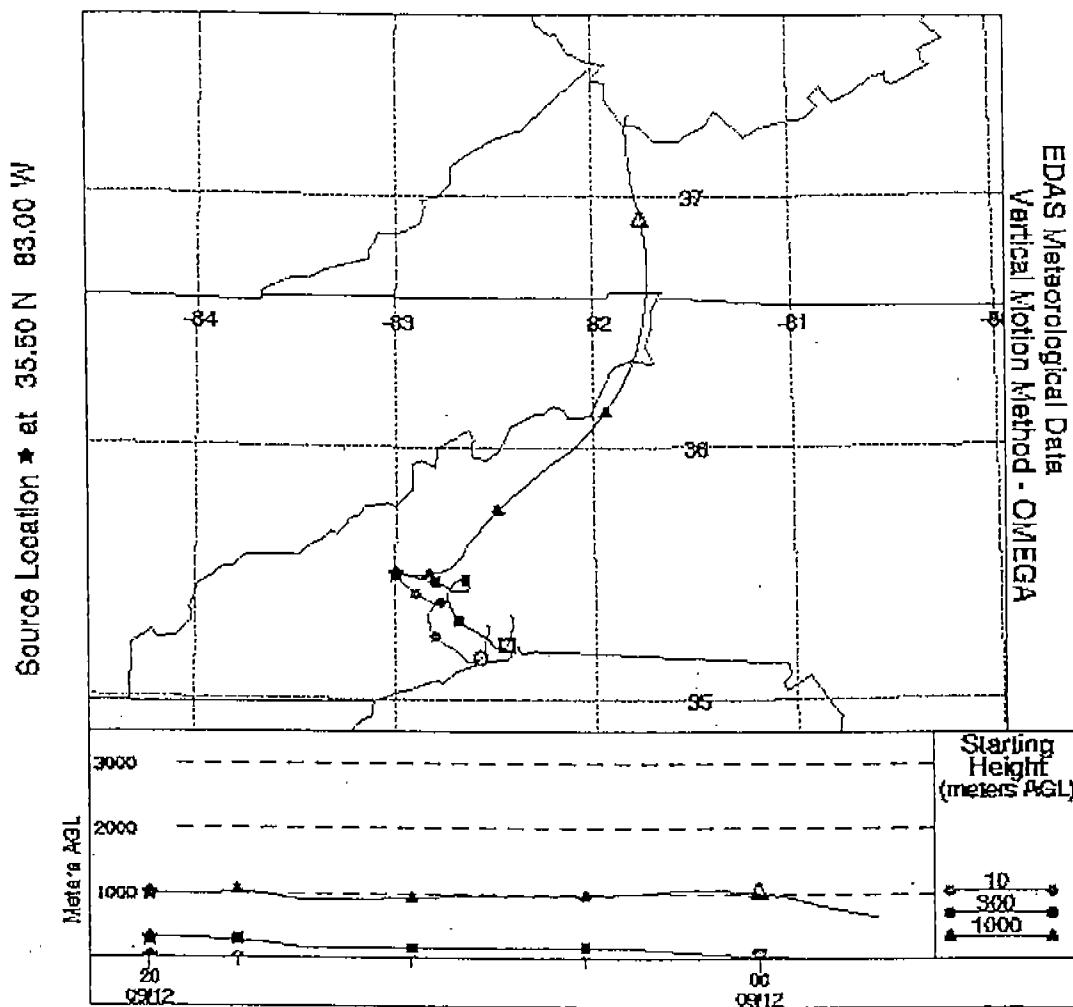 Source Location ★ at 35.50 N 83.00 W
EDAS Meteorological Data
Vertical Motion Method - OMEGA
37
-84
-83
-82
-81
36
35
Meters AGL
3000
2000
1000
20
09/12
00
09/12
Starting
Height
(meters AGL)
10
300
1000